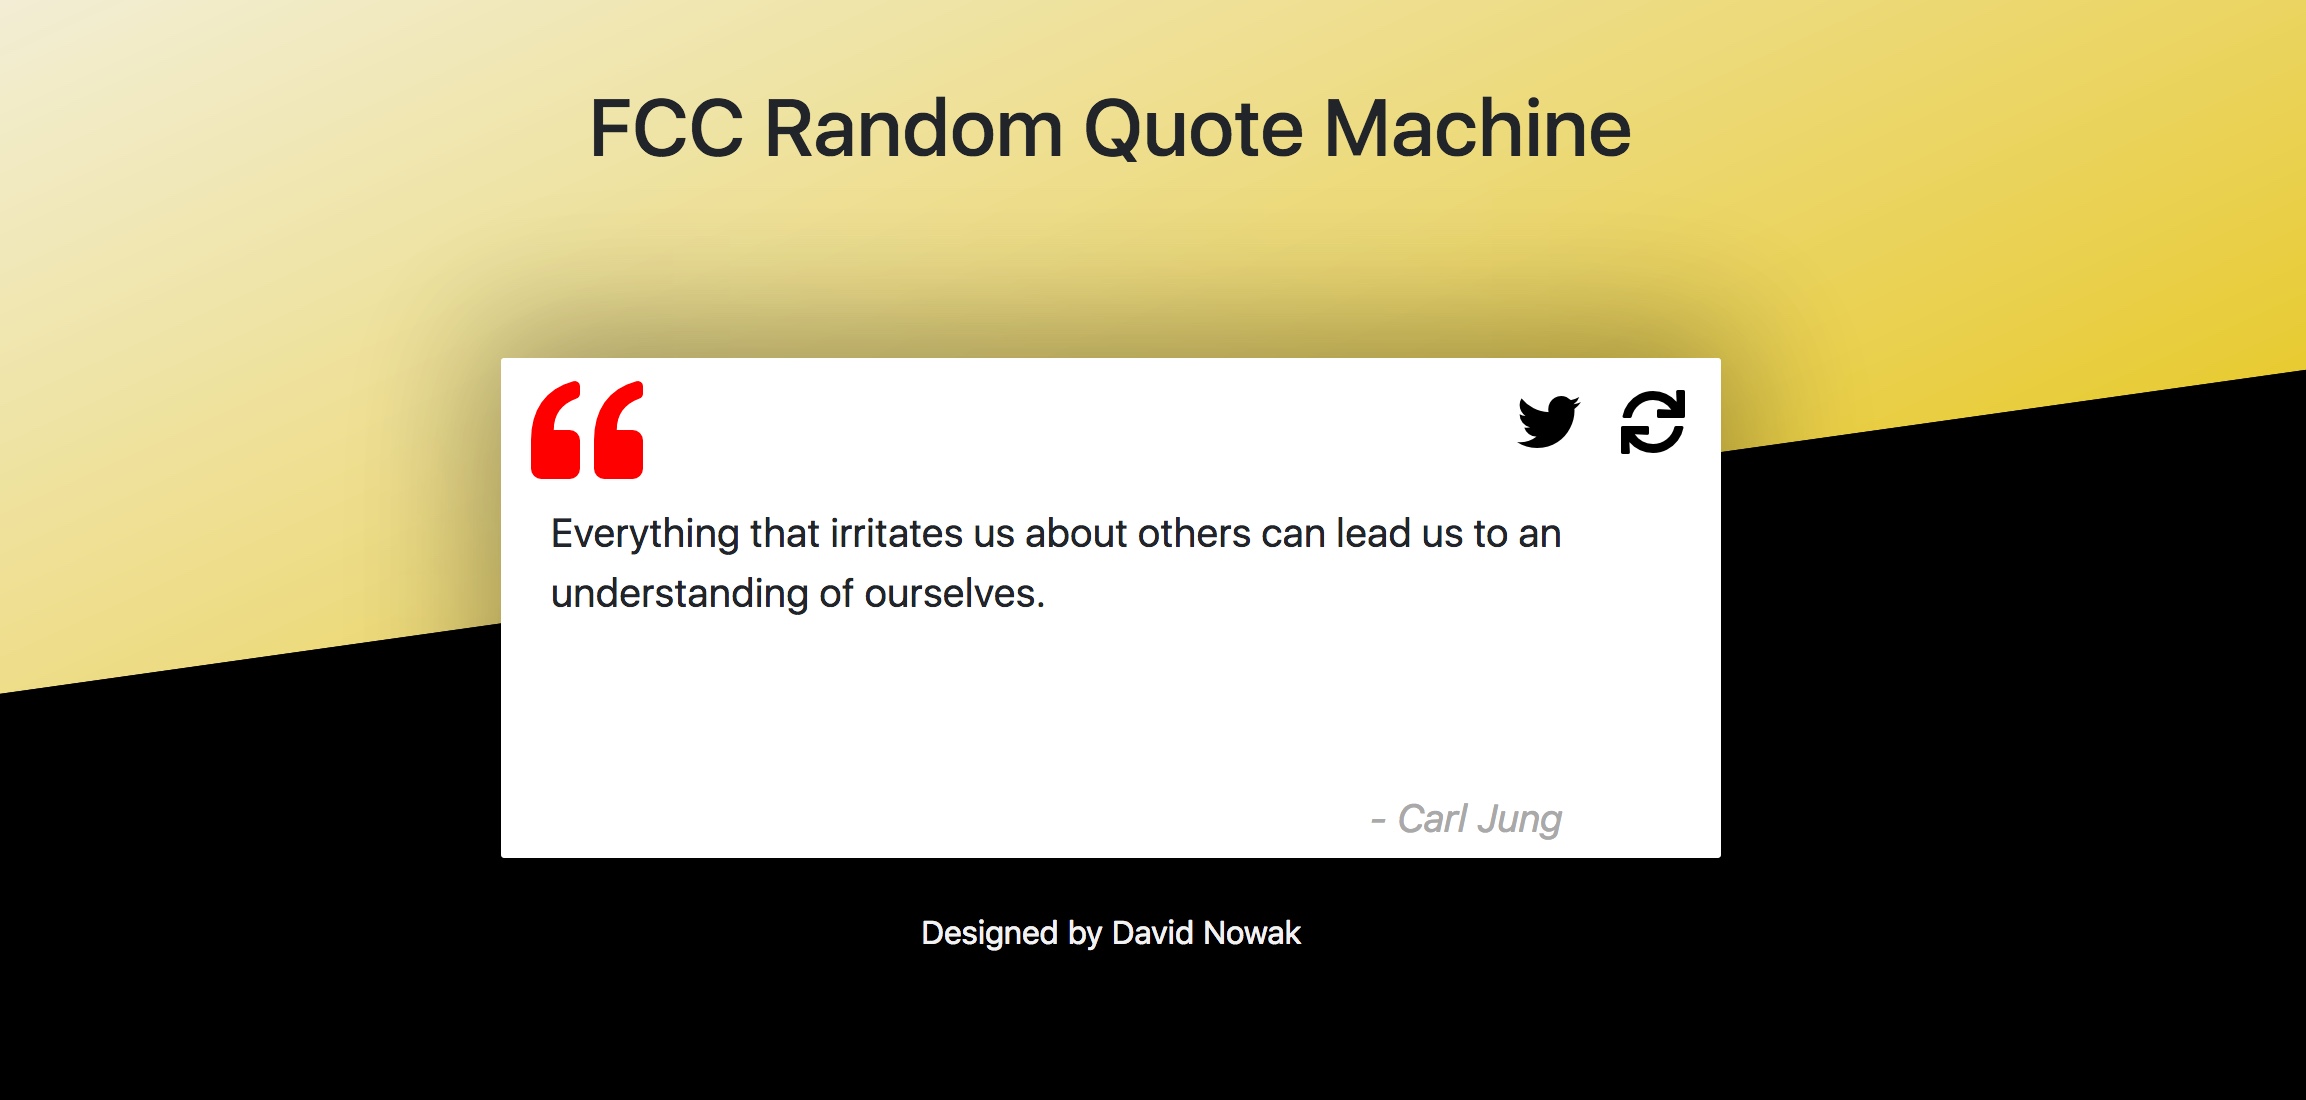 FCC Random Quote Machine
Everything that irritates us about others can lead us to an
understanding of ourselves.
- Carl Jung
Designed by David Nowak